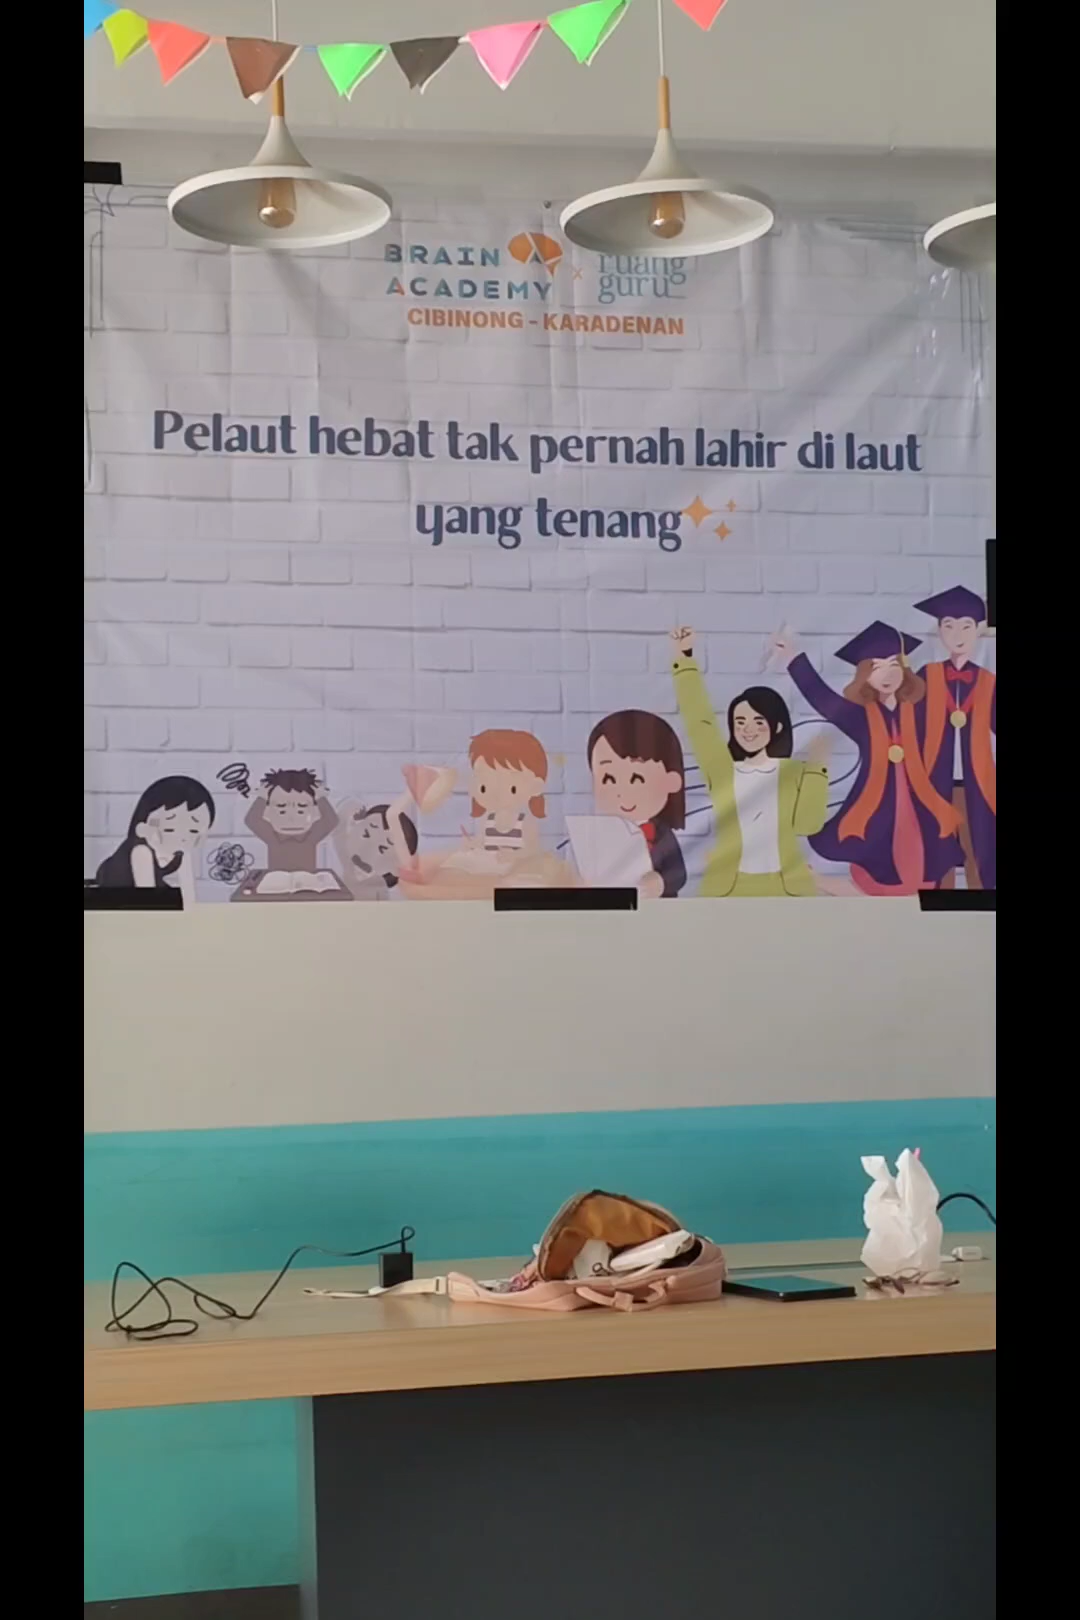 BRAIN ACADEMY
x ruang guru
CIBINONG - KARADENAN
Pelaut hebat tak pernah lahir di laut
yang tenang